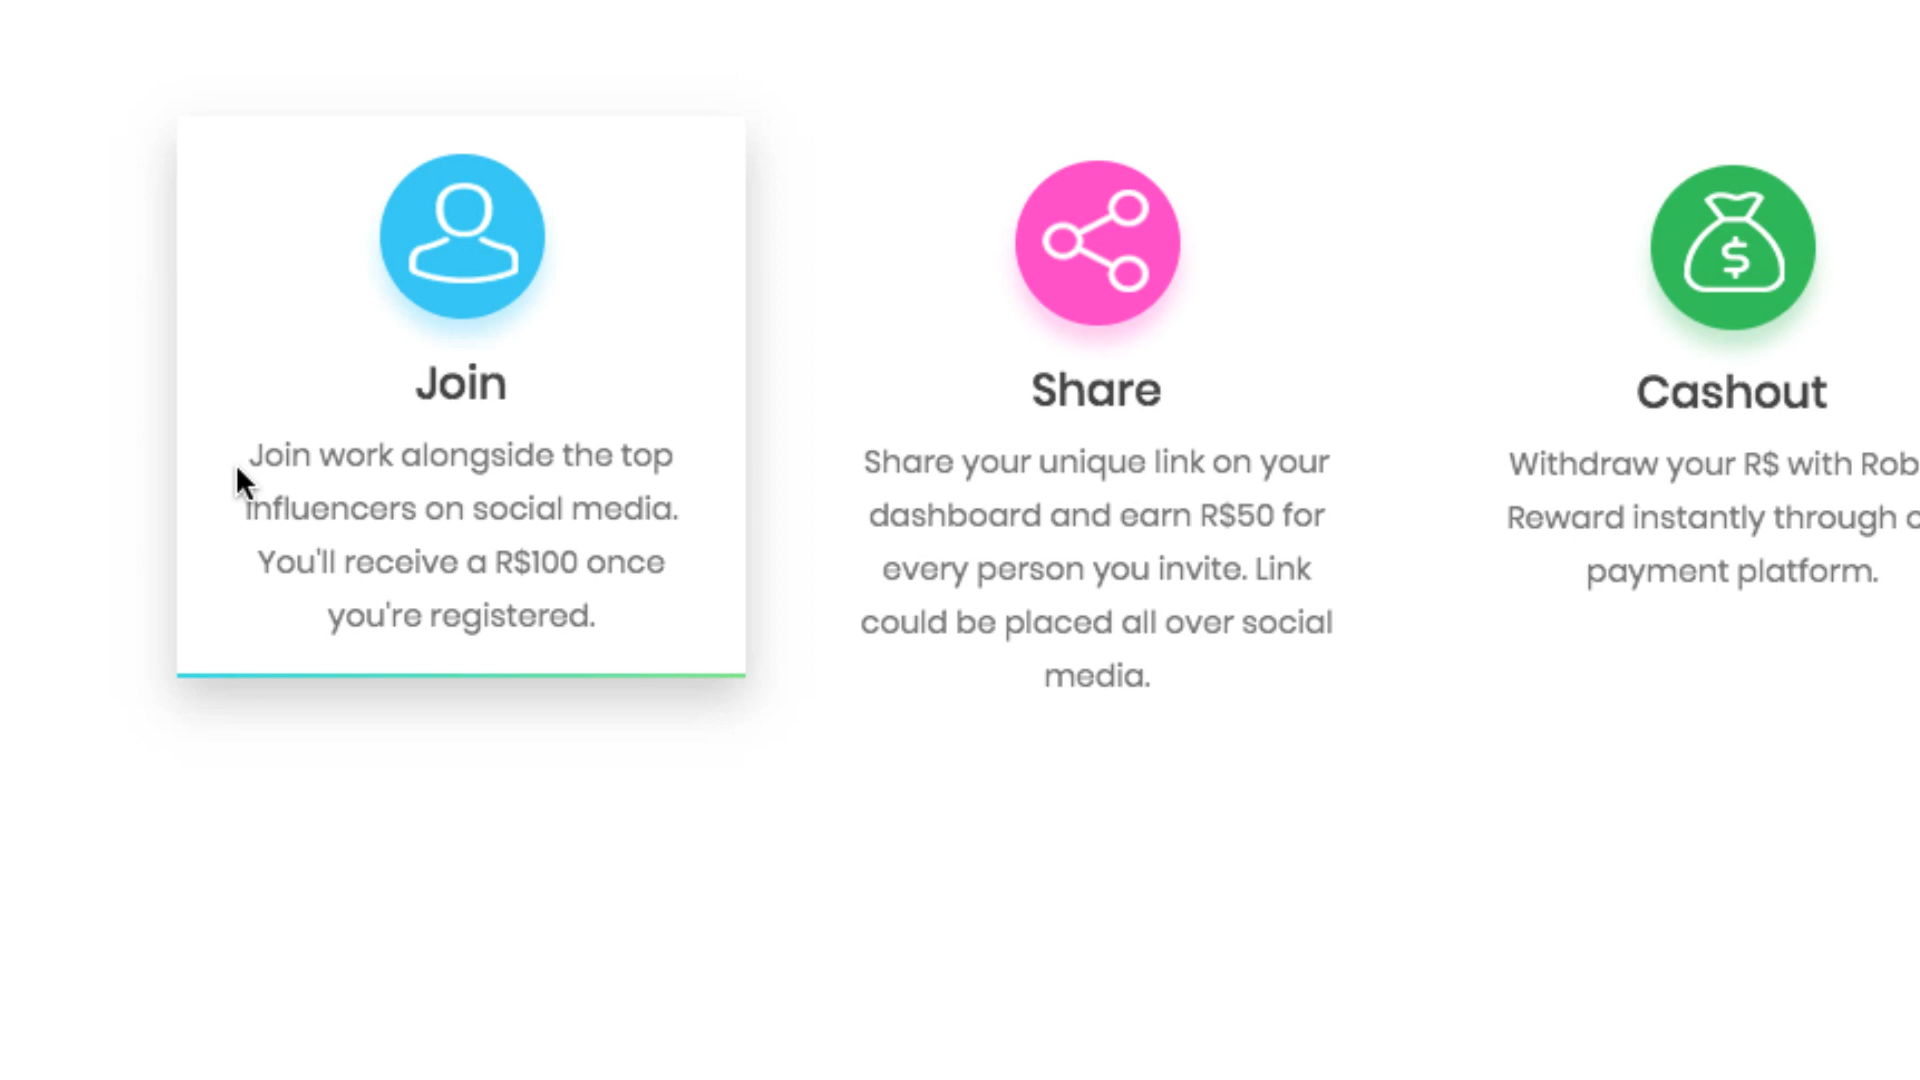 Join
Join work alongside the top
influencers on social media.
You'll receive a R$100 once
you're registered.
Share
Share your unique link on your
dashboard and earn R$50 for
every person you invite. Link
could be placed all over social
media.
$
Cashout
Withdraw your R$ with
Reward instantly through
payment platform.